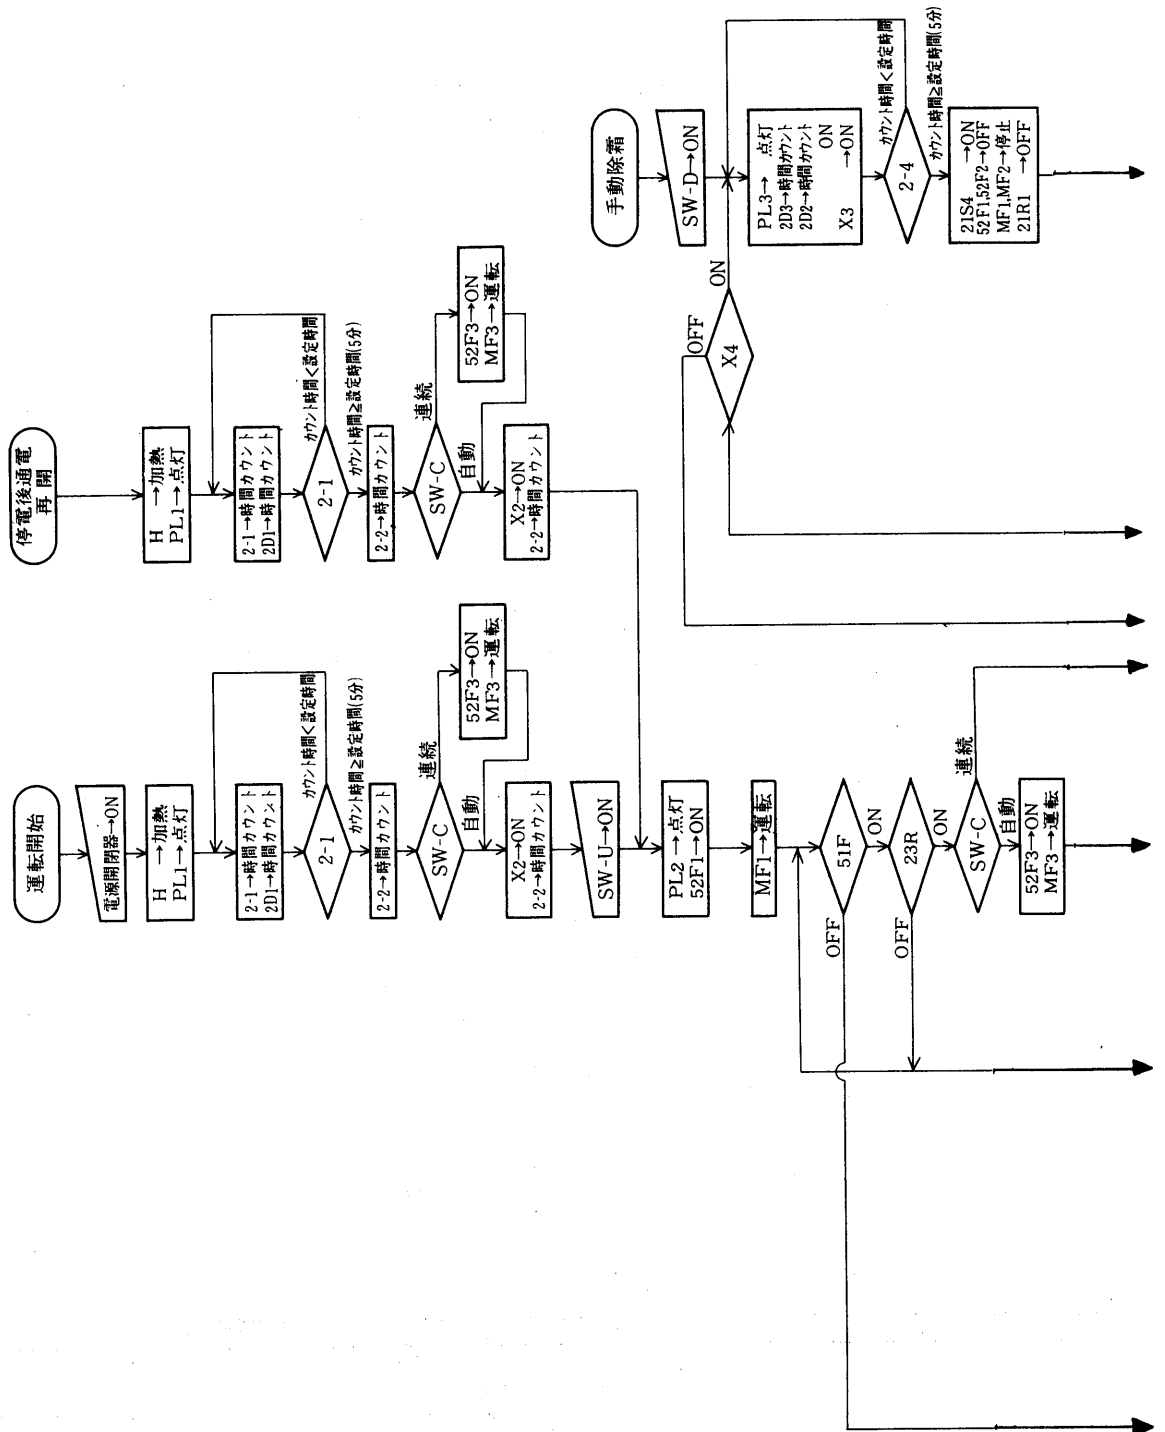 運転開始
電源開閉器→ON
H →加熱
PL1→点灯
2-1→時間カウント
2D1→時間カウント
2-1
カウント時間<設定時間
カウント時間≧設定時間(5分)
2-2→時間カウント
SW-C
連続
自動
52F3→ON
MF3→運転
X2→ON
2-2→時間カウント
SW-U→ON
PL2→点灯
52F1→ON
MF1→運転
51F
OFF
ON
23R
OFF
ON
SW-C
連続
自動
52F3→ON
MF3→運転
停電後通電
再開
H →加熱
PL1→点灯
2-1→時間カウント
2D1→時間カウント
2-1
カウント時間<設定時間
カウント時間≧設定時間(5分)
2-2→時間カウント
SW-C
連続
自動
52F3→ON
MF3→運転
X2→ON
2-2→時間カウント
X4
OFF
ON
手動除霜
SW-D→ON
PL3→ 点灯
2D3→時間カウント
2D2→時間カウント
ON
X3 →ON
2-4
カウント時間<設定時間
カウント時間≧設定時間(5分)
21S4 →ON
52F1,52F2→OFF
MF1,MF2→停止
21R1 →OFF